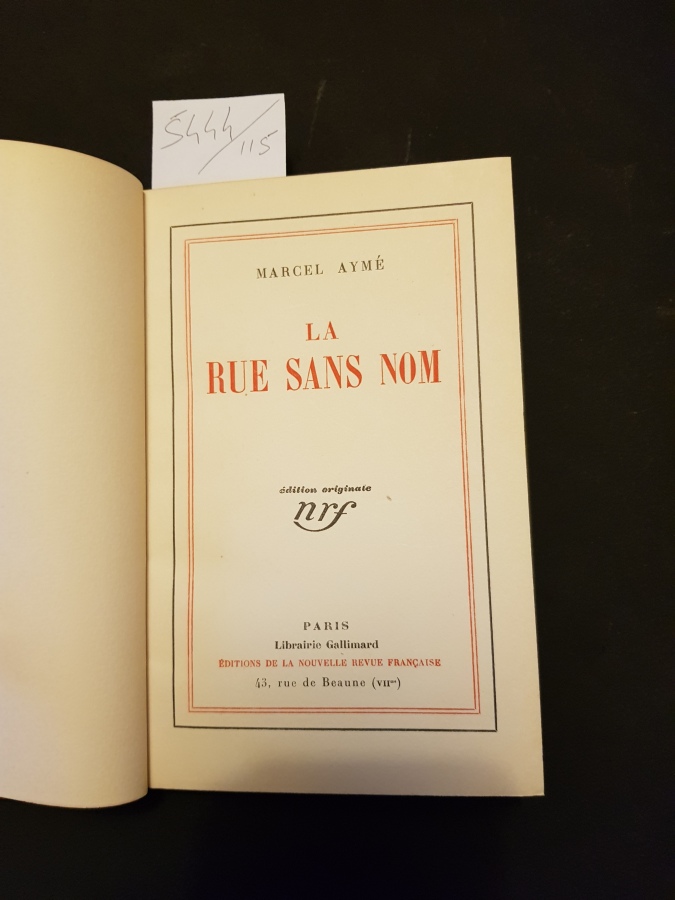 5444/115
MARCEL AYMÉ
LA
RUE SANS NOM
édition originale
nrf
PARIS
Librairie Gallimard
ÉDITIONS DE LA NOUVELLE REVUE FRANÇAISE
43, rue de Beaune (VIIme)